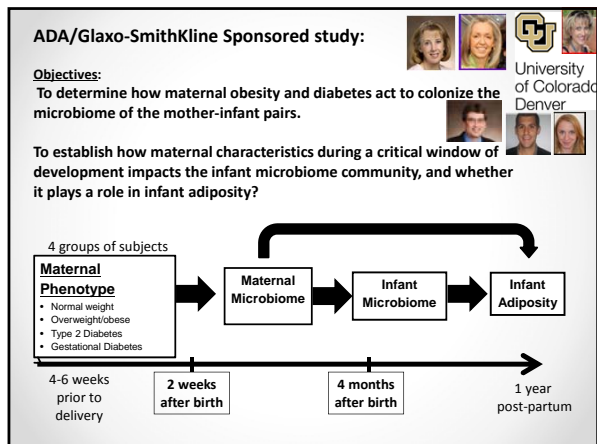 ADA/Glaxo-SmithKline Sponsored study:
University
of Colorado
Denver
Objectives:
To determine how maternal obesity and diabetes act to colonize the
microbiome of the mother-infant pairs.
To establish how maternal characteristics during a critical window of
development impacts the infant microbiome community, and whether
it plays a role in infant adiposity?
4 groups of subjects
Maternal
Phenotype
• Normal weight
• Overweight/obese
• Type 2 Diabetes
• Gestational Diabetes
Maternal
Microbiome
Infant
Microbiome
Infant
Adiposity
4-6 weeks
prior to
delivery
2 weeks
after birth
4 months
after birth
1 year
post-partum